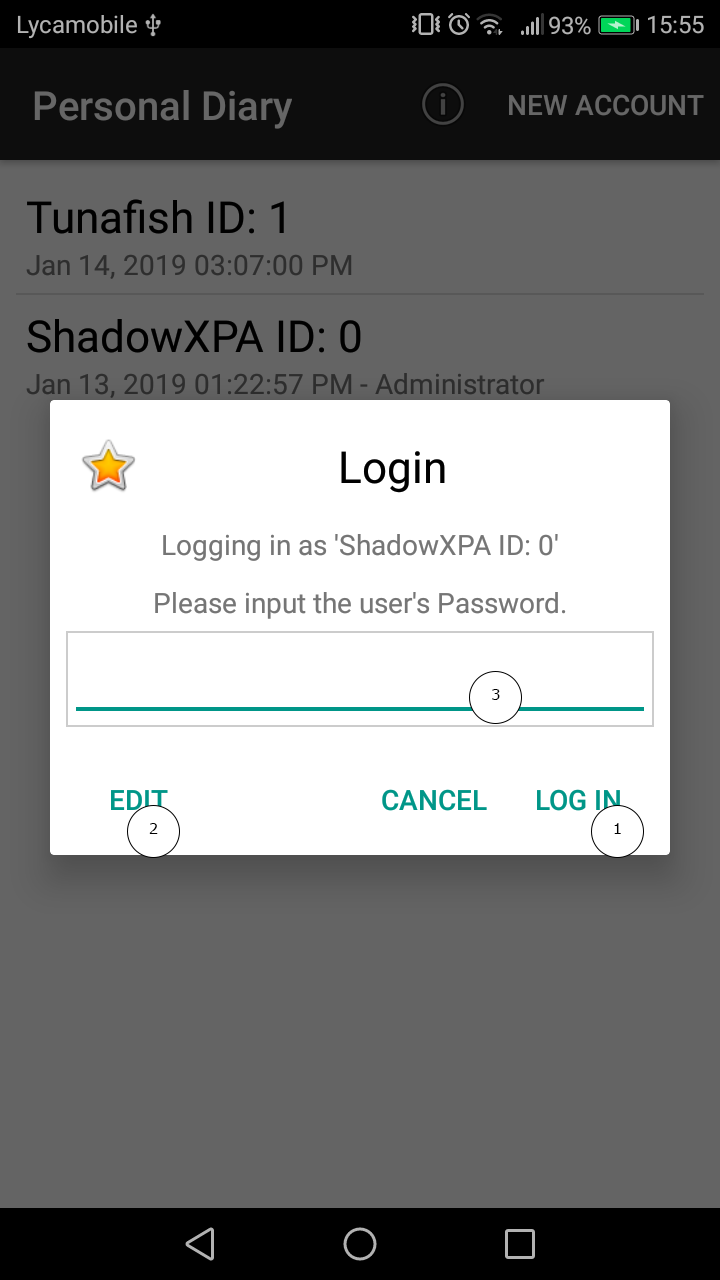 Lycamobile 93% 15:55
Personal Diary NEW ACCOUNT
Tunafish ID: 1
Jan 14, 2019 03:07:00 PM
ShadowXPA ID: 0
Jan 13, 2019 01:22:57 PM - Administrator
Login
Logging in as 'ShadowXPA ID: 0'
Please input the user's Password.
3
EDIT CANCEL LOG IN
2 1